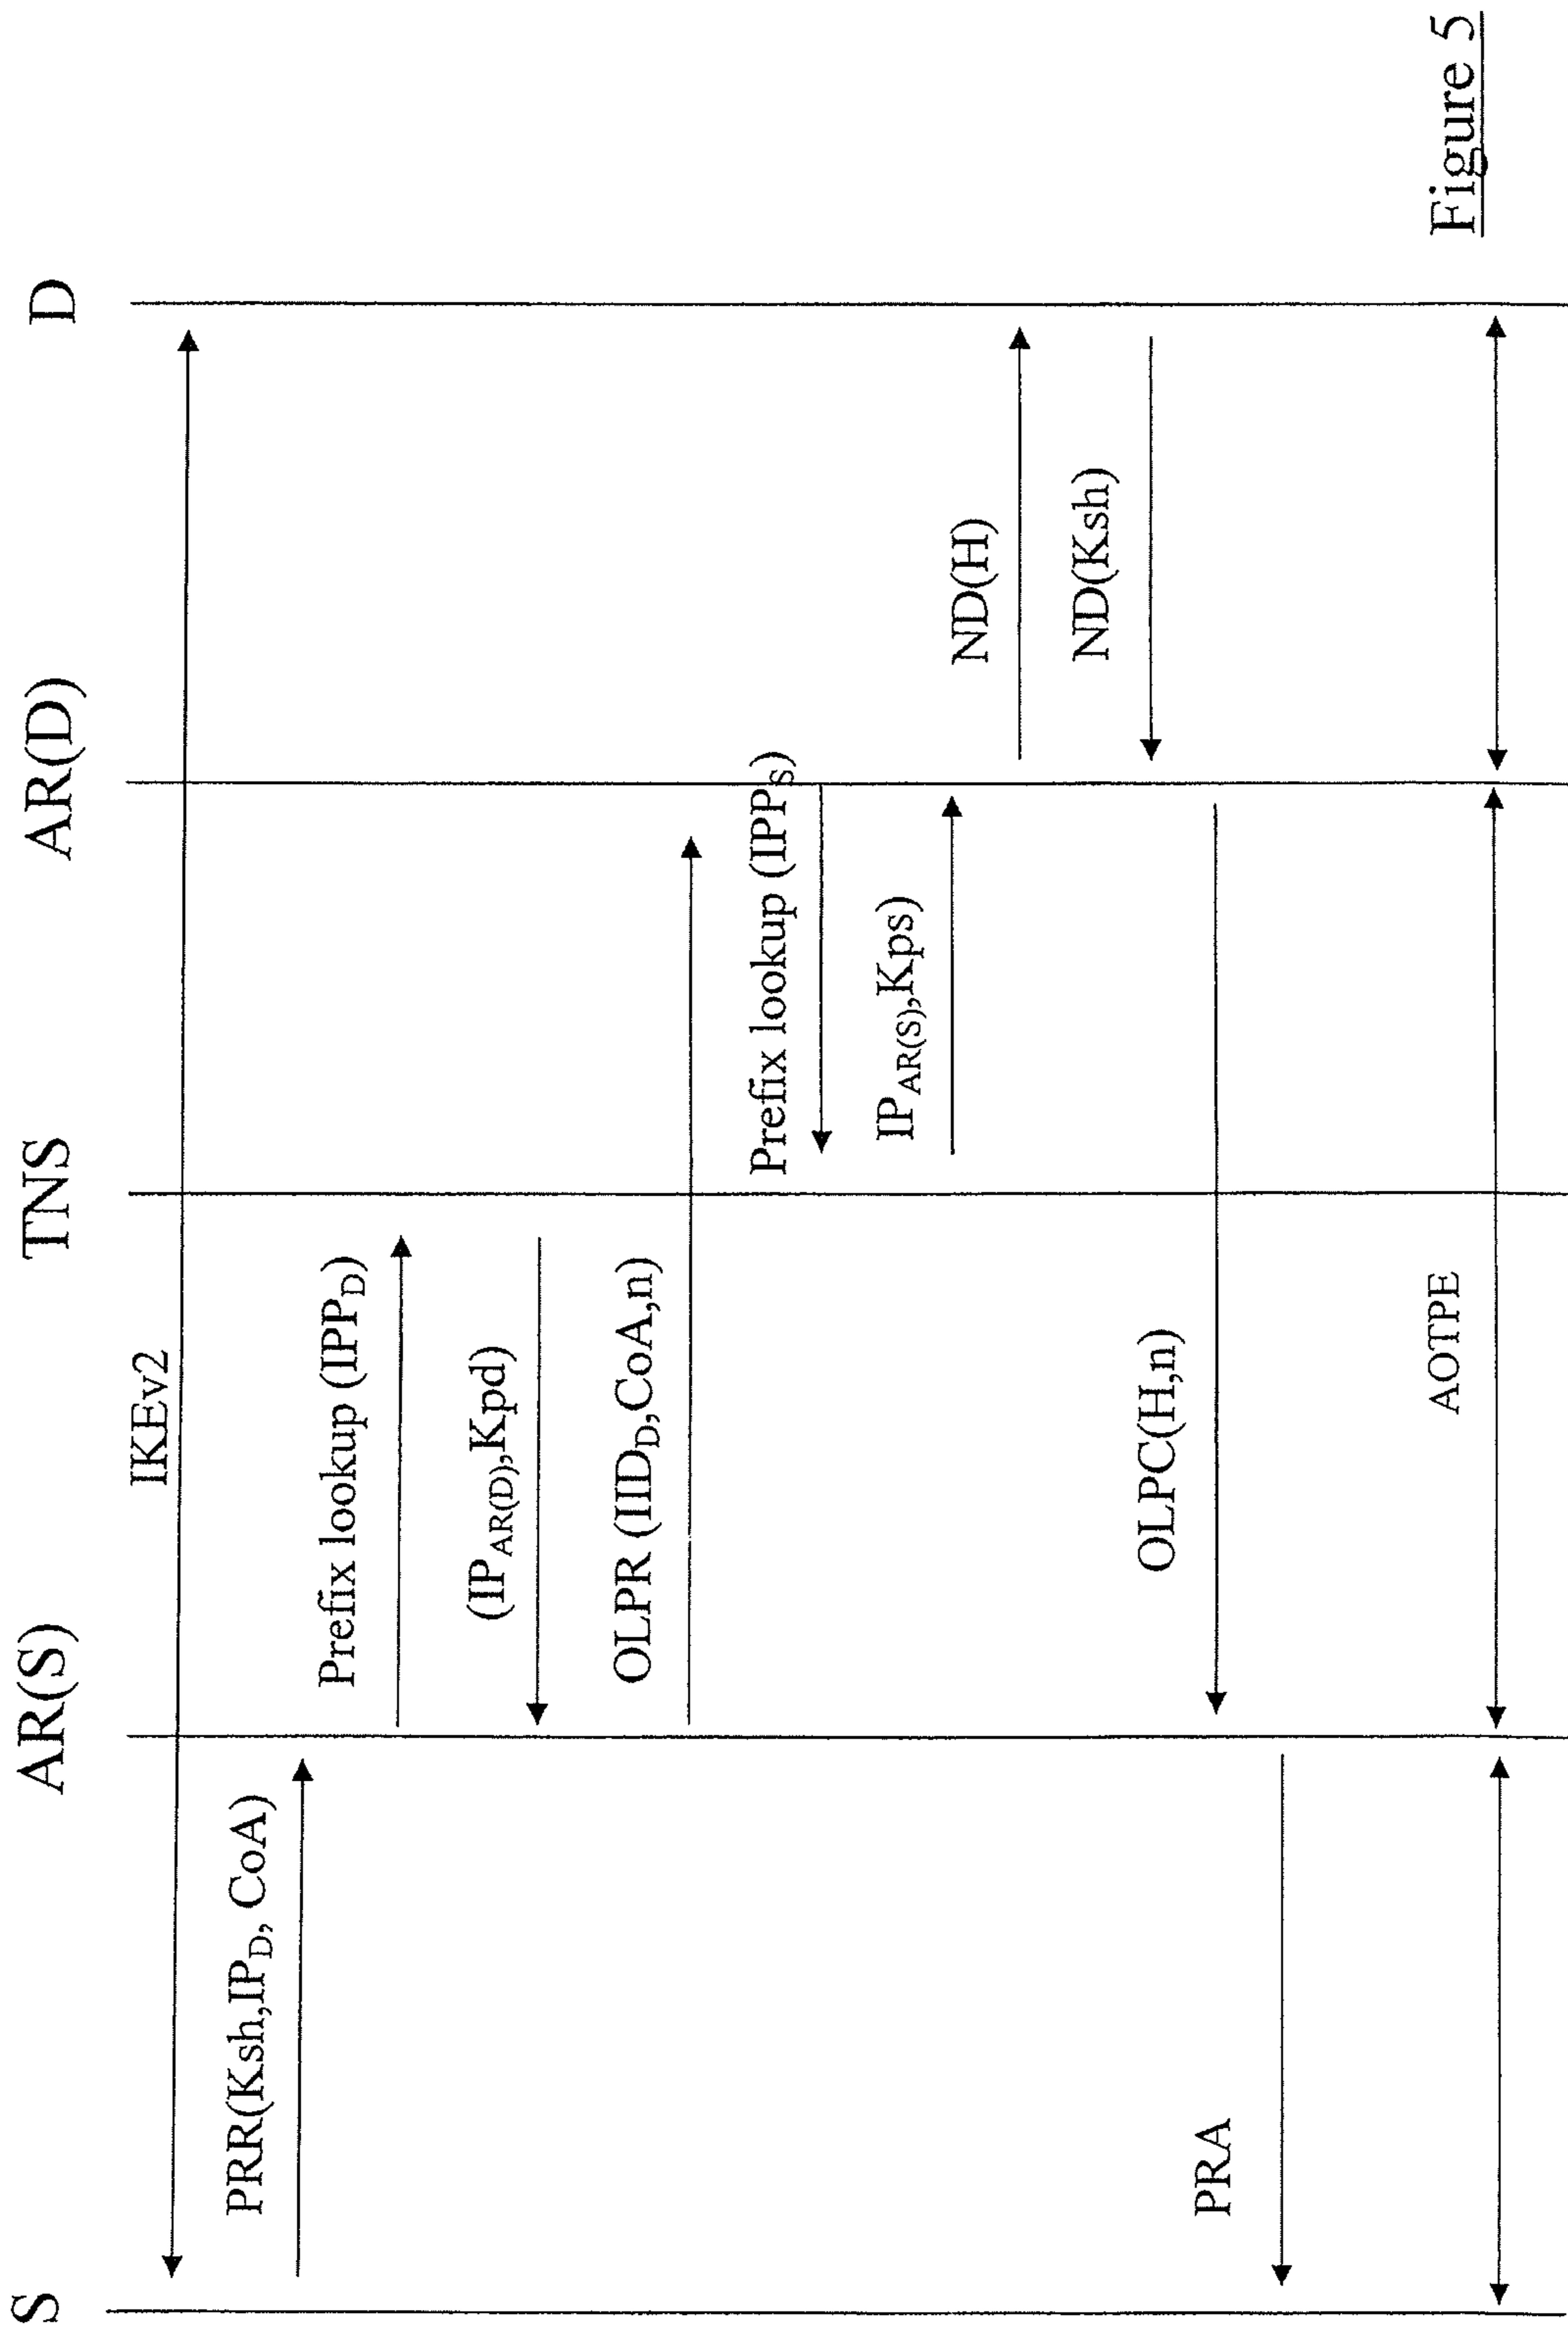 S
AR(S)
TNS
AR(D)
D
IKEv2
PRR(Ksh,IP_D, CoA)
Prefix lookup (IPP_D)
(IP_AR(D),Kpd)
OLPR (IID_D,CoA,n)
Prefix lookup (IPP_S)
IP_AR(S),Kps)
ND(H)
ND(Ksh)
OLPC(H,n)
PRA
AOTPE
Figure 5